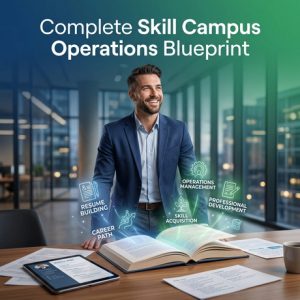 Complete Skill Campus
Operations Blueprint
OPERATIONS
MANAGEMENT
RESUME
BUILDING
PROFESSIONAL
DEVELOPMENT
SKILL
ACQUISITION
CAREER
PATH